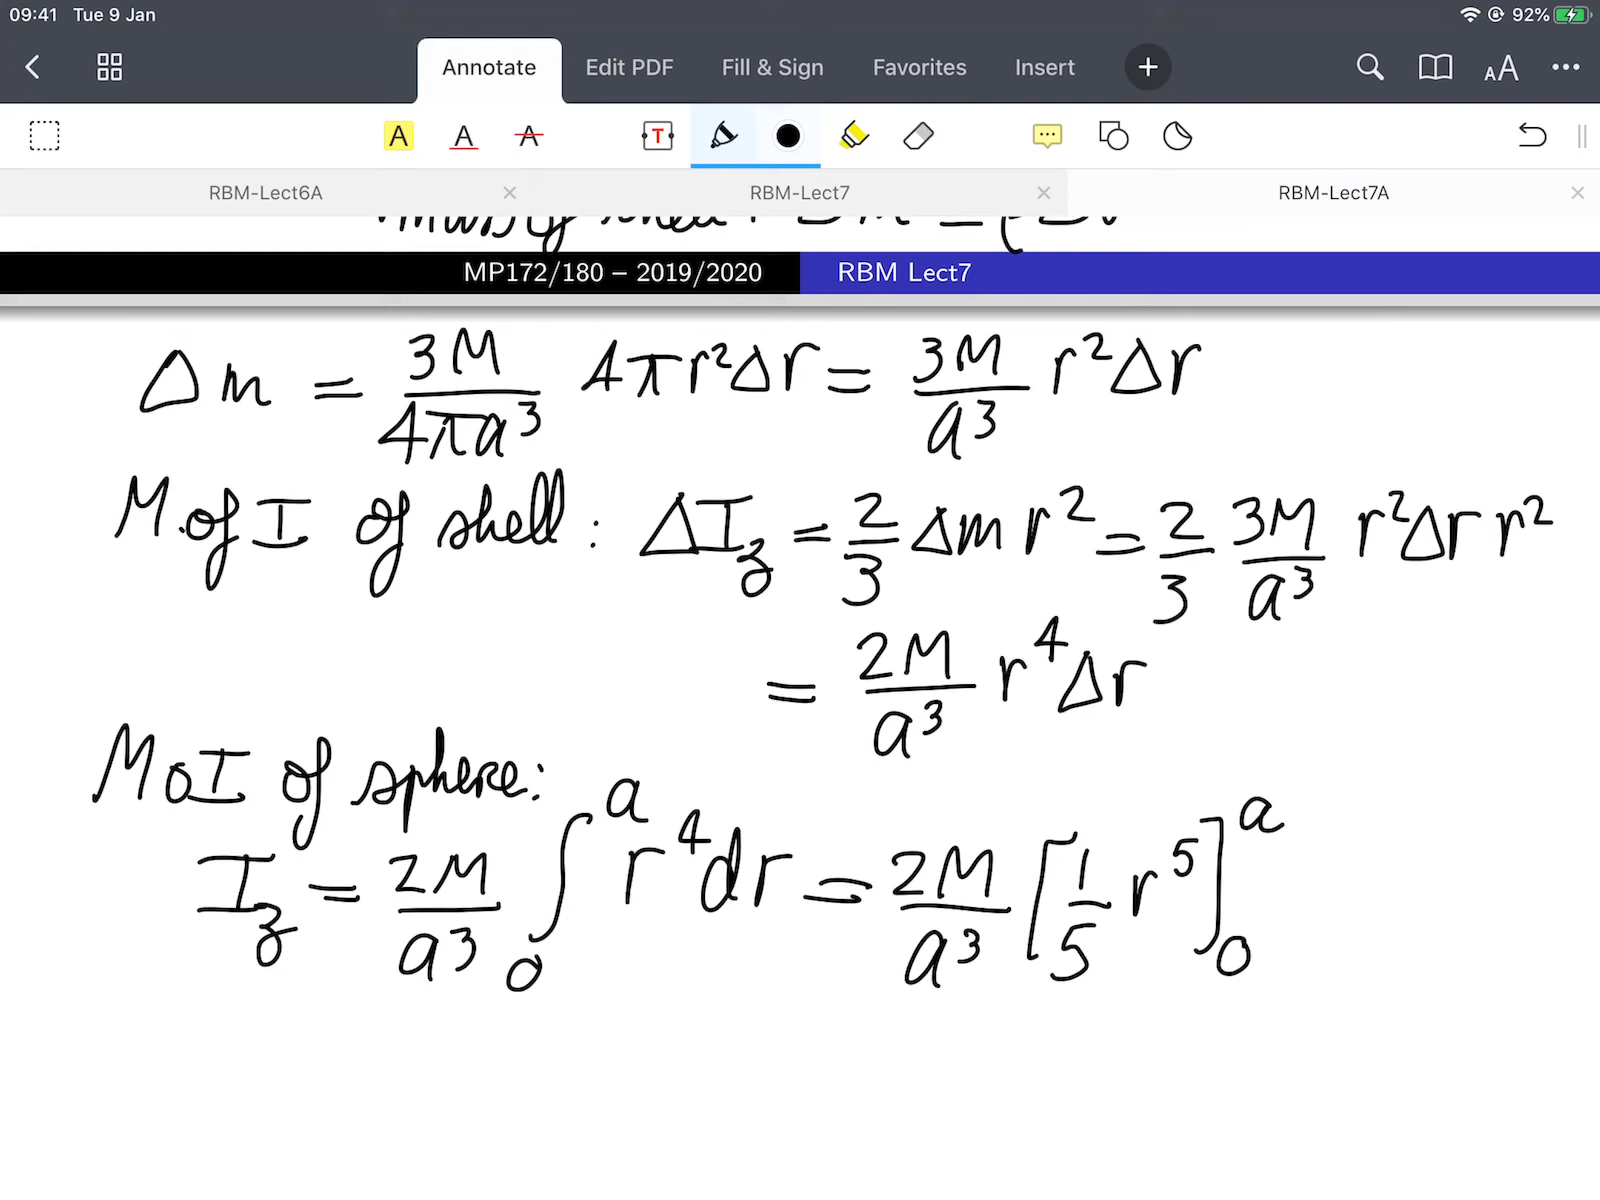 09:41 Tue 9 Jan 92%
Annotate Edit PDF Fill & Sign Favorites Insert + AA
A A A T
RBM-Lect6A RBM-Lect7 RBM-Lect7A
MP172/180 – 2019/2020 RBM Lect7
Δm = 3M/4πa³ 4πr²Δr = 3M/a³ r²Δr
M.of I of shell: ΔI_z = 2/3 Δm r² = 2/3 3M/a³ r²Δr r²
= 2M/a³ r⁴Δr
MoI of sphere:
I_z = 2M/a³ ∫₀ᵃ r⁴dr = 2M/a³ [1/5 r⁵]₀ᵃ